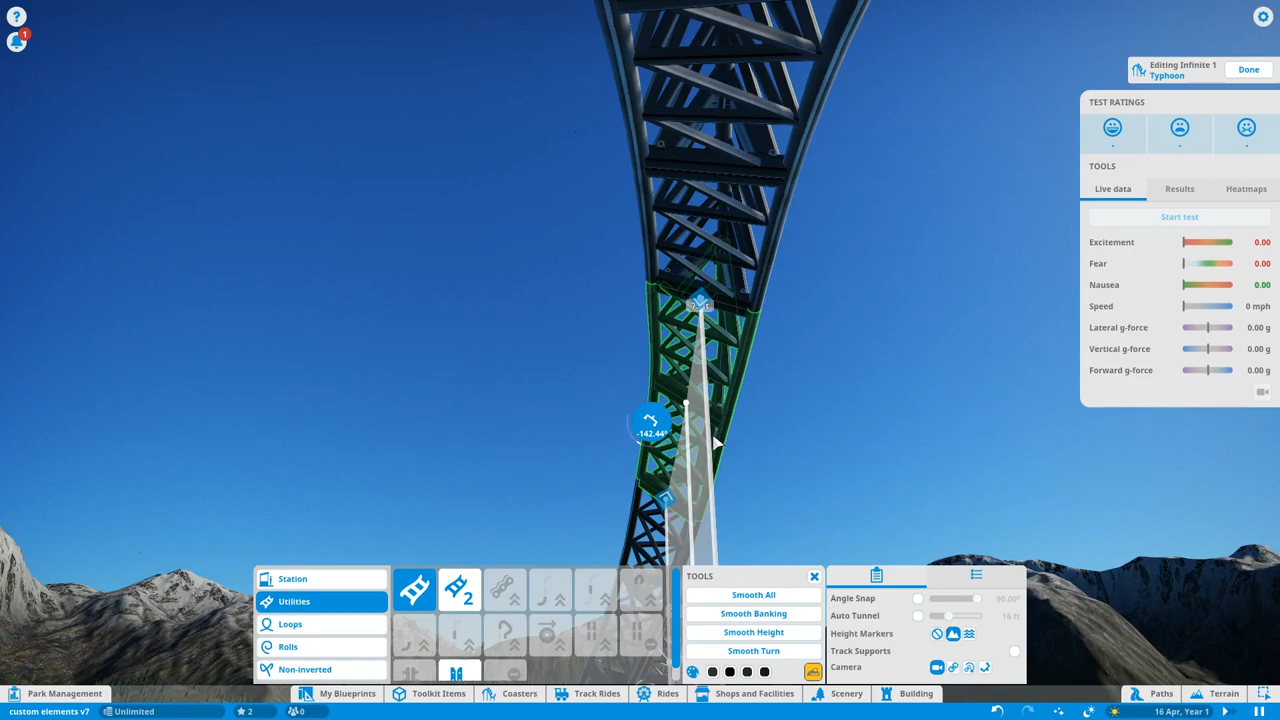 ?
1
Editing Infinite 1
Typhoon
Done
TEST RATINGS
- - -
TOOLS
Live data Results Heatmaps
Start test
Excitement 0.00
Fear 0.00
Nausea 0.00
Speed 0 mph
Lateral g-force 0.00 g
Vertical g-force 0.00 g
Forward g-force 0.00 g
-142.44°
Station
Utilities
Loops
Rolls
Non-inverted
2
TOOLS
Smooth All
Smooth Banking
Smooth Height
Smooth Turn
Angle Snap 90.00°
Auto Tunnel 16 ft
Height Markers
Track Supports
Camera
Park Management My Blueprints Toolkit Items Coasters Track Rides Rides Shops and Facilities Scenery Building Paths Terrain
custom elements v7 Unlimited 2 0 16 Apr, Year 1